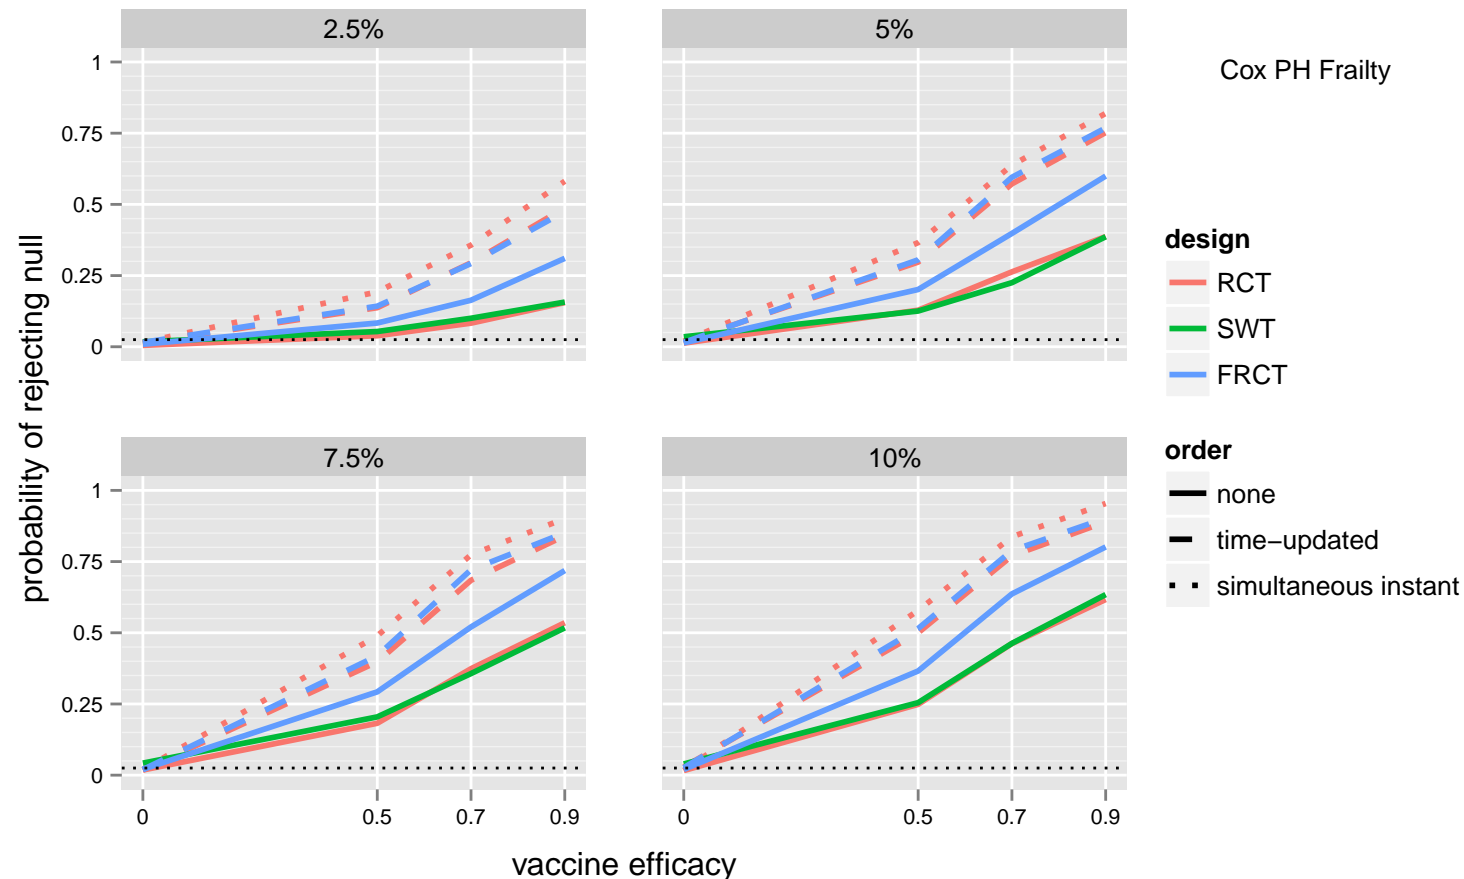 2.5%
5%
Cox PH Frailty
1
0.75
0.5
0.25
0
probability of rejecting null
design
RCT
SWT
FRCT
7.5%
10%
order
none
time−updated
simultaneous instant
1
0.75
0.5
0.25
0
0
0.5
0.7
0.9
0
0.5
0.7
0.9
vaccine efficacy